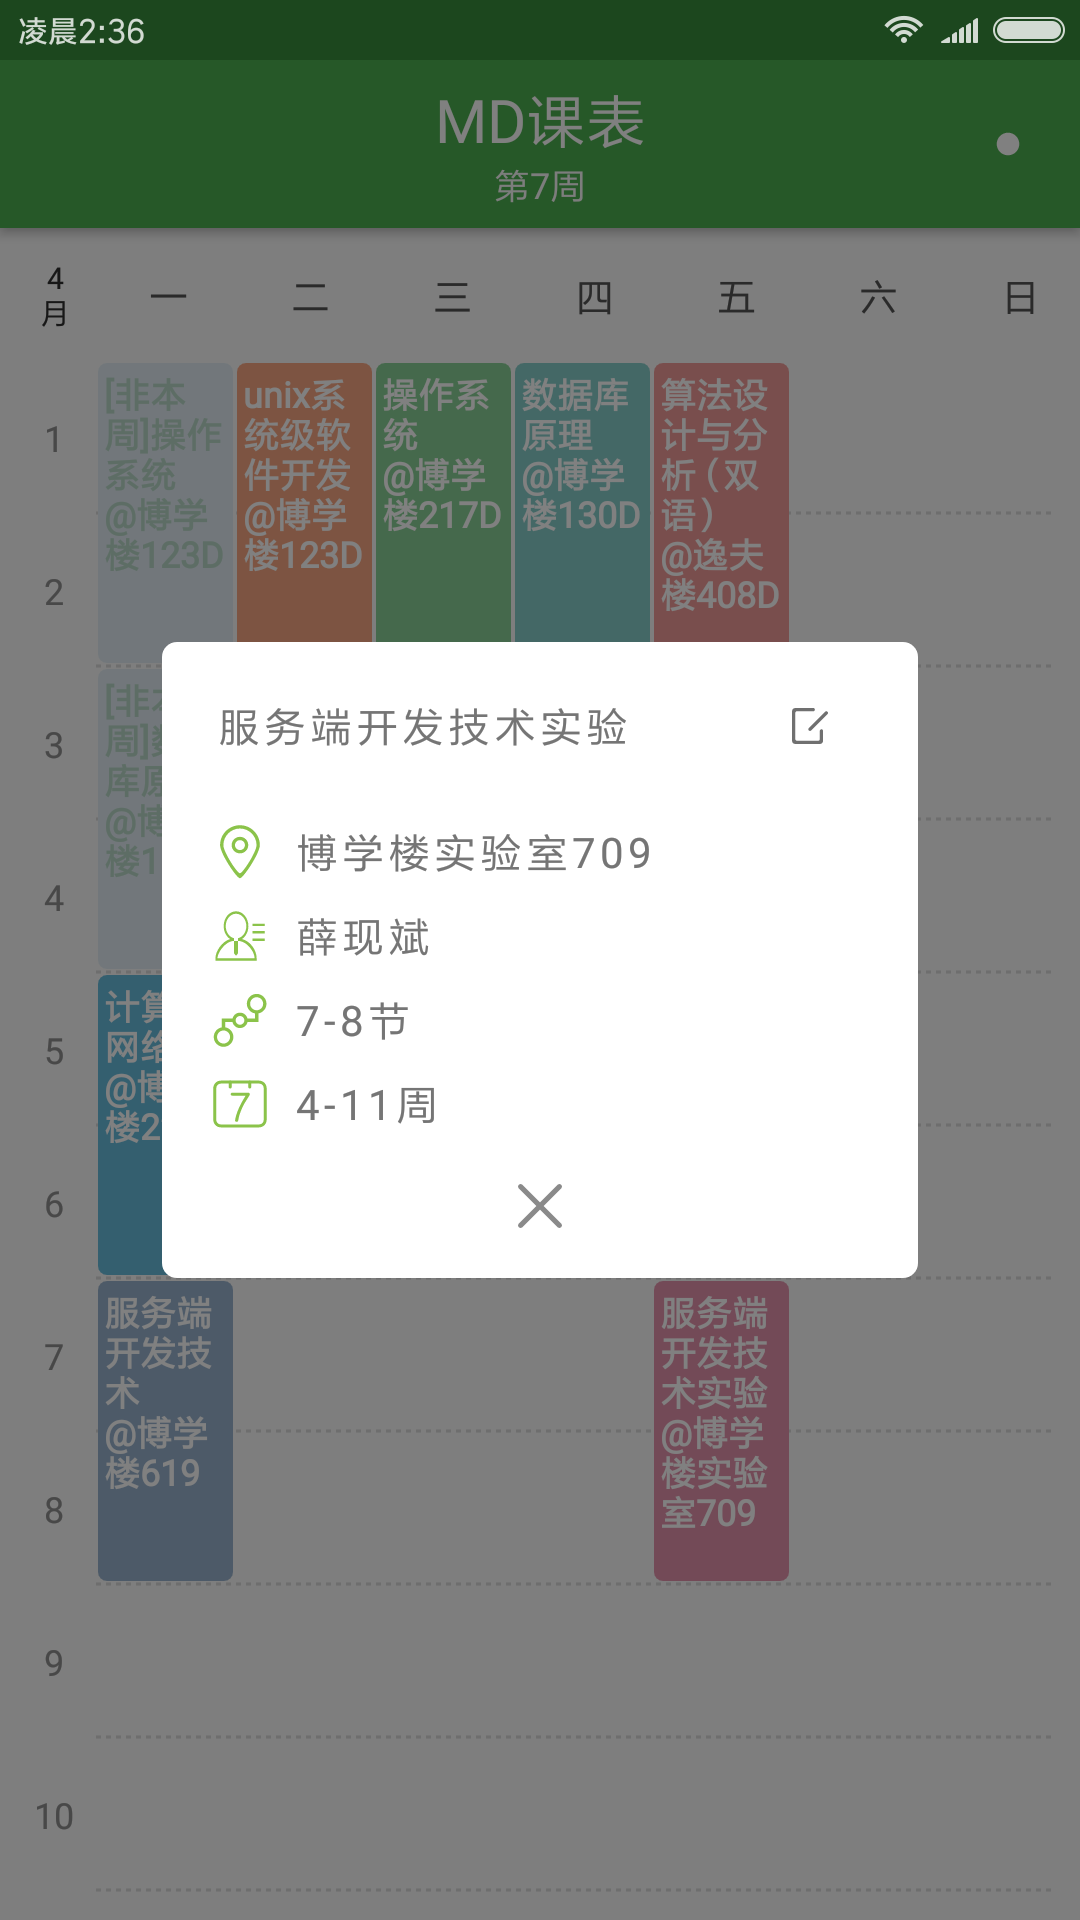 凌晨2:36
MD课表
第7周
4
月
一
二
三
四
五
六
日
1
2
3
4
5
6
7
8
9
10
[非本
周]操作
系统
@博学
楼123D
unix系
统级软
件开发
@博学
楼123D
操作系
统
@博学
楼217D
数据库
原理
@博学
楼130D
算法设
计与分
析(双
语)
@逸夫
楼408D
[非
周]
库
@博
楼1
计算
网络
@博
楼2
服务端
开发技
术
@博学
楼619
服务端
开发技
术实验
@博学
楼实验
室709
服务端开发技术实验
博学楼实验室709
薛现斌
7-8节
7
4-11周